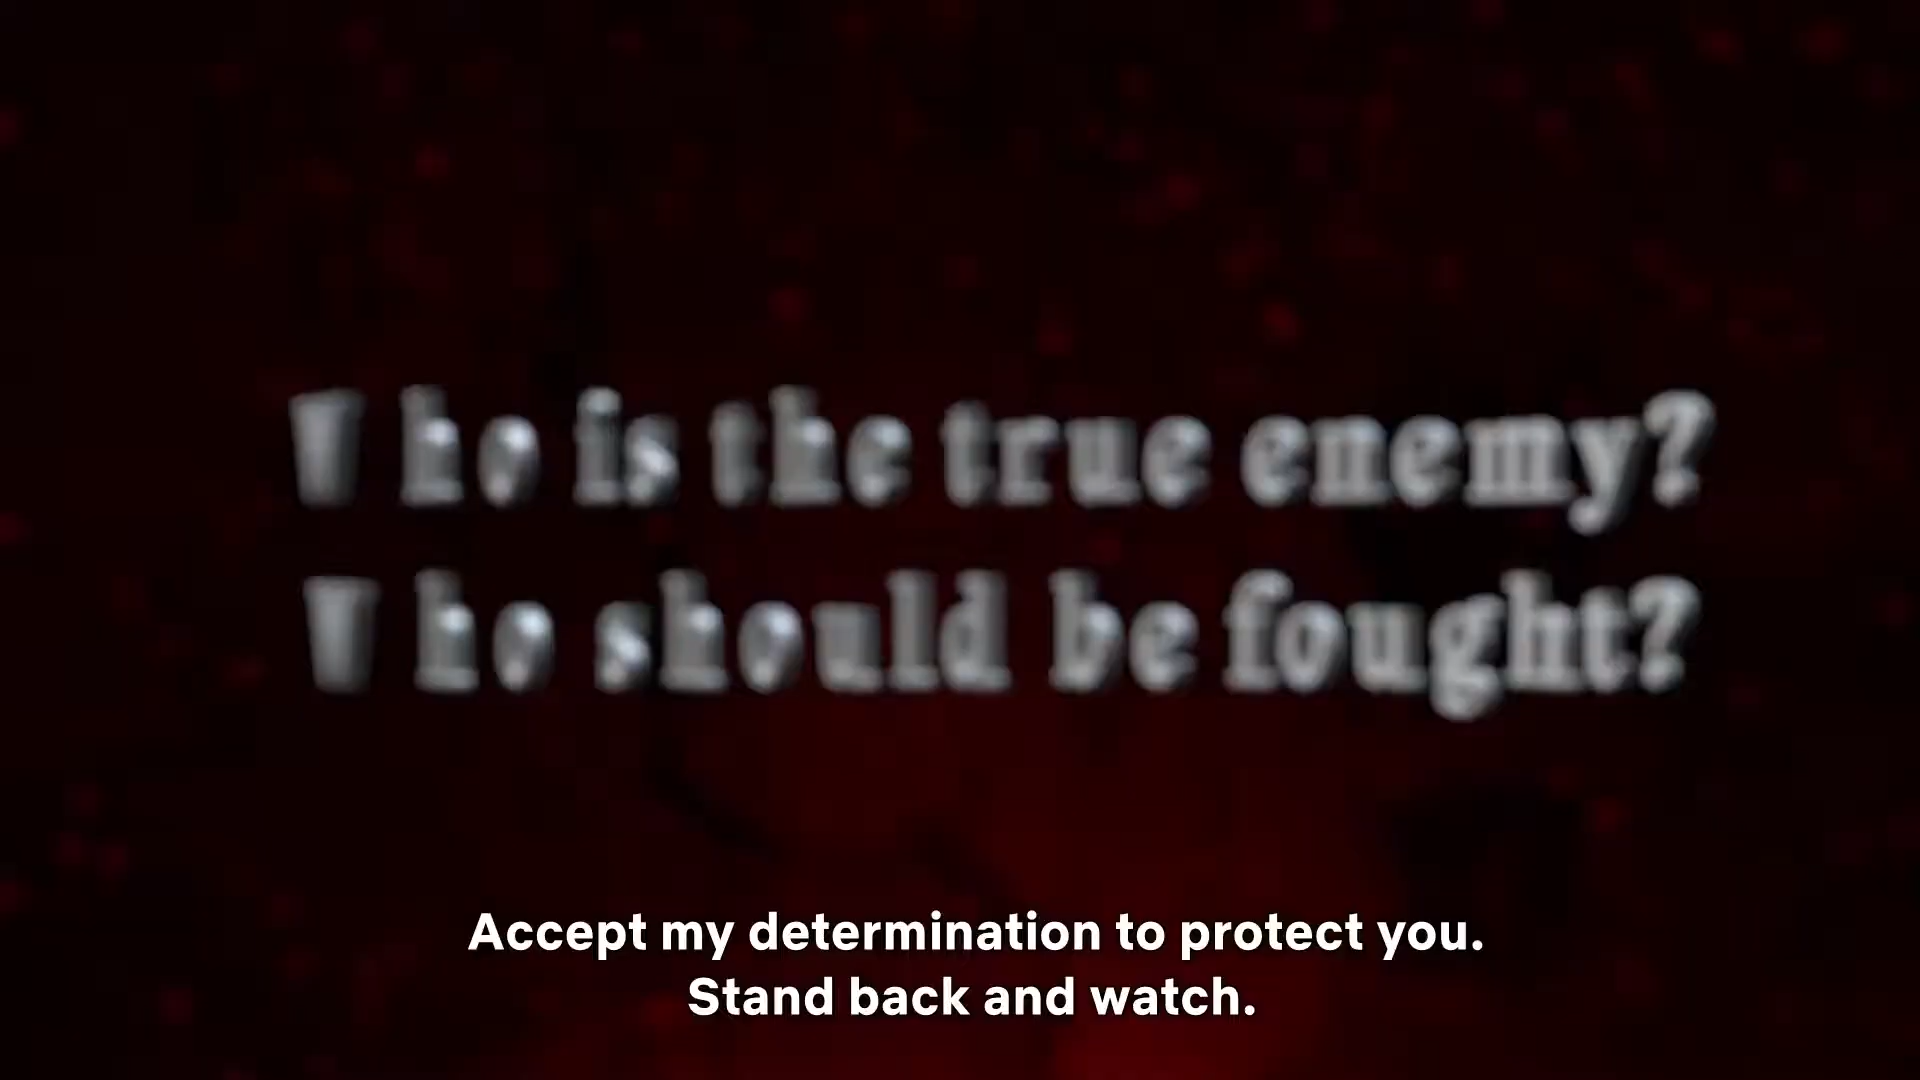 Who is the true enemy?
Who should be fought?
Accept my determination to protect you.
Stand back and watch.